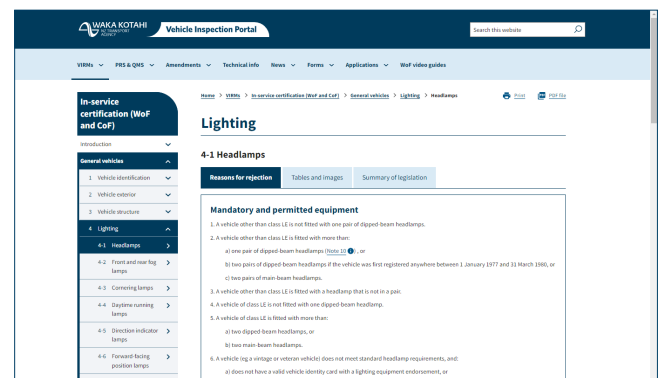 WAKA KOTAHI
NZ TRANSPORT
AGENCY
Vehicle Inspection Portal
Search this website
VIRMs PRS & QMS Amendments Technical info News Forms Applications WoF video guides
Home > VIRMs > In-service certification (WoF and CoF) > General vehicles > Lighting > Headlamps
Print PDF file
In-service
certification (WoF
and CoF)
Introduction
General vehicles
1 Vehicle identification
2 Vehicle exterior
3 Vehicle structure
4 Lighting
4-1 Headlamps
4-2 Front and rear fog
lamps
4-3 Cornering lamps
4-4 Daytime running
lamps
4-5 Direction indicator
lamps
4-6 Forward-facing
position lamps
Lighting
4-1 Headlamps
Reasons for rejection Tables and images Summary of legislation
Mandatory and permitted equipment
1. A vehicle other than class LE is not fitted with one pair of dipped-beam headlamps.
2. A vehicle other than class LE is fitted with more than:
a) one pair of dipped-beam headlamps (Note 10), or
b) two pairs of dipped-beam headlamps if the vehicle was first registered anywhere between 1 January 1977 and 31 March 1980, or
c) two pairs of main-beam headlamps.
3. A vehicle other than class LE is fitted with a headlamp that is not in a pair.
4. A vehicle of class LE is not fitted with one dipped-beam headlamp.
5. A vehicle of class LE is fitted with more than:
a) two dipped-beam headlamps, or
b) two main-beam headlamps.
6. A vehicle (eg a vintage or veteran vehicle) does not meet standard headlamp requirements, and:
a) does not have a valid vehicle identity card with a lighting equipment endorsement, or